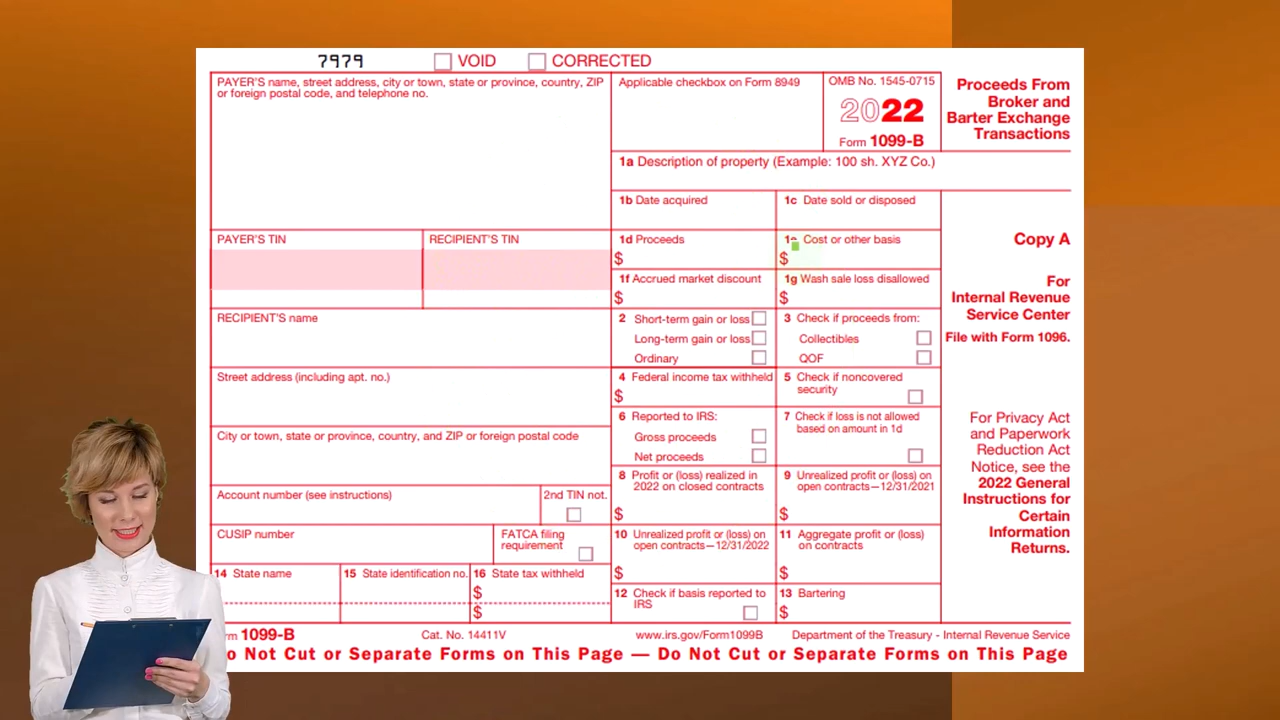 7979
VOID
CORRECTED
PAYER'S name, street address, city or town, state or province, country, ZIP
or foreign postal code, and telephone no.
Applicable checkbox on Form 8949
OMB No. 1545-0715
2022
Form 1099-B
Proceeds From
Broker and
Barter Exchange
Transactions
1a Description of property (Example: 100 sh. XYZ Co.)
1b Date acquired
1c Date sold or disposed
PAYER'S TIN
RECIPIENT'S TIN
1d Proceeds
$
Cost or other basis
$
Copy A
1f Accrued market discount
$
1g Wash sale loss disallowed
$
For
Internal Revenue
Service Center
File with Form 1096.
RECIPIENT'S name
2 Short-term gain or loss
Long-term gain or loss
Ordinary
3 Check if proceeds from:
Collectibles
QOF
Street address (including apt. no.)
4 Federal income tax withheld
$
5 Check if noncovered
security
6 Reported to IRS:
Gross proceeds
Net proceeds
7 Check if loss is not allowed
based on amount in 1d
For Privacy Act
and Paperwork
Reduction Act
Notice, see the
2022 General
Instructions for
Certain
Information
Returns.
City or town, state or province, country, and ZIP or foreign postal code
8 Profit or (loss) realized in
2022 on closed contracts
$
9 Unrealized profit or (loss) on
open contracts—12/31/2021
$
Account number (see instructions)
2nd TIN not.
CUSIP number
FATCA filing
requirement
10 Unrealized profit or (loss) on
open contracts—12/31/2022
$
11 Aggregate profit or (loss)
on contracts
$
14 State name
15 State identification no.
16 State tax withheld
$
$
12 Check if basis reported to
IRS
13 Bartering
$
1099-B
Cat. No. 14411V
www.irs.gov/Form1099B
Department of the Treasury - Internal Revenue Service
o Not Cut or Separate Forms on This Page — Do Not Cut or Separate Forms on This Page